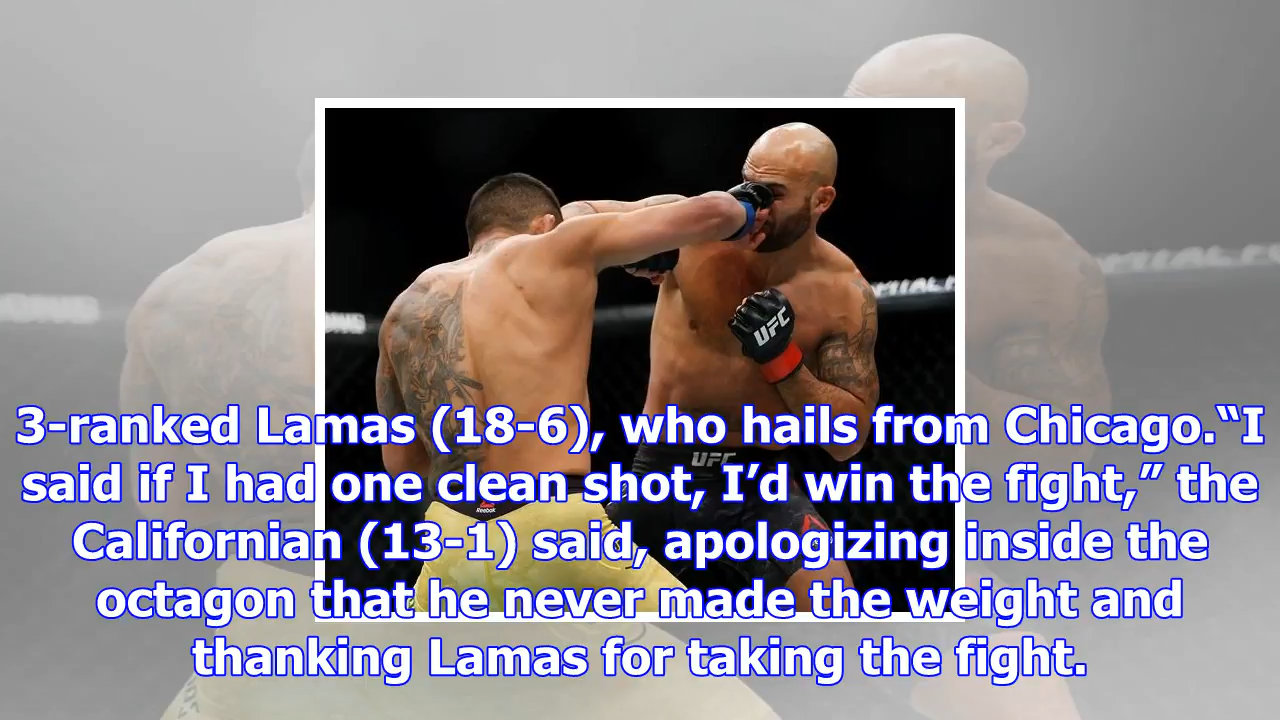 UFC
UFC
Reebok
3-ranked Lamas (18-6), who hails from Chicago.“I
said if I had one clean shot, I’d win the fight,” the
Californian (13-1) said, apologizing inside the
octagon that he never made the weight and
thanking Lamas for taking the fight.